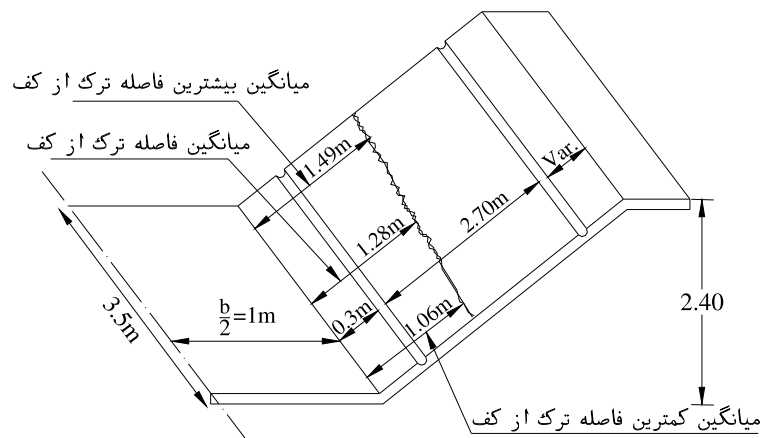 میانگین بیشترین فاصله ترک از کف
میانگین فاصله ترک از کف
1.49m
Var.
2.70m
1.28m
0.3m
1.06m
b/2=1m
3.5m
2.40
میانگین کمترین فاصله ترک از کف